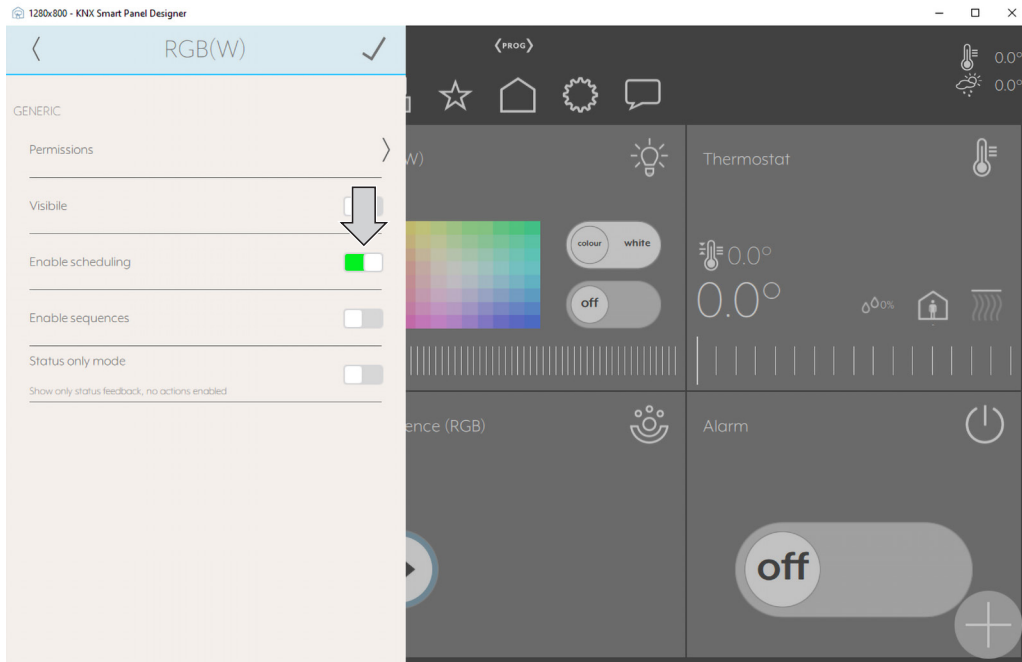 1280x800 - KNX Smart Panel Designer
RGB(W)
PROG
0.0°
0.0°
GENERIC
Permissions
Visibile
Enable scheduling
Enable sequences
Status only mode
Show only status feedback, no actions enabled
W)
colour white
off
Thermostat
0.0°
0.0°
0%
ence (RGB)
Alarm
off